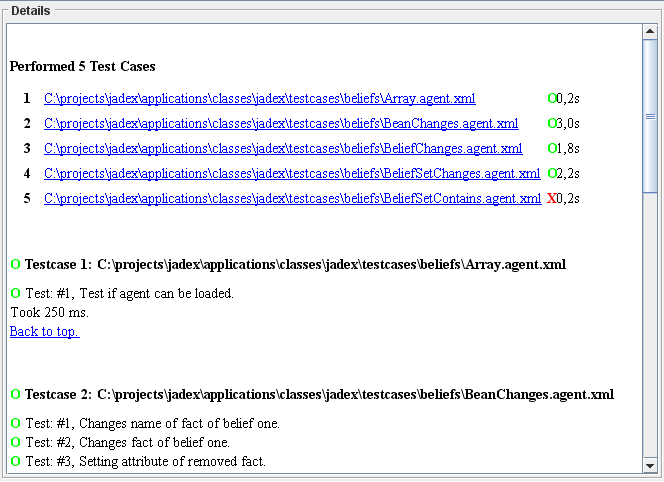 Details
Performed 5 Test Cases
1 C:\projects\jadex\applications\classes\jadex\testcases\beliefs\Array.agent.xml O0,2s
2 C:\projects\jadex\applications\classes\jadex\testcases\beliefs\BeanChanges.agent.xml O3,0s
3 C:\projects\jadex\applications\classes\jadex\testcases\beliefs\BeliefChanges.agent.xml O1,8s
4 C:\projects\jadex\applications\classes\jadex\testcases\beliefs\BeliefSetChanges.agent.xml O2,2s
5 C:\projects\jadex\applications\classes\jadex\testcases\beliefs\BeliefSetContains.agent.xml X0,2s
O Testcase 1: C:\projects\jadex\applications\classes\jadex\testcases\beliefs\Array.agent.xml
O Test: #1, Test if agent can be loaded.
Took 250 ms.
Back to top.
O Testcase 2: C:\projects\jadex\applications\classes\jadex\testcases\beliefs\BeanChanges.agent.xml
O Test: #1, Changes name of fact of belief one.
O Test: #2, Changes fact of belief one.
O Test: #3, Setting attribute of removed fact.